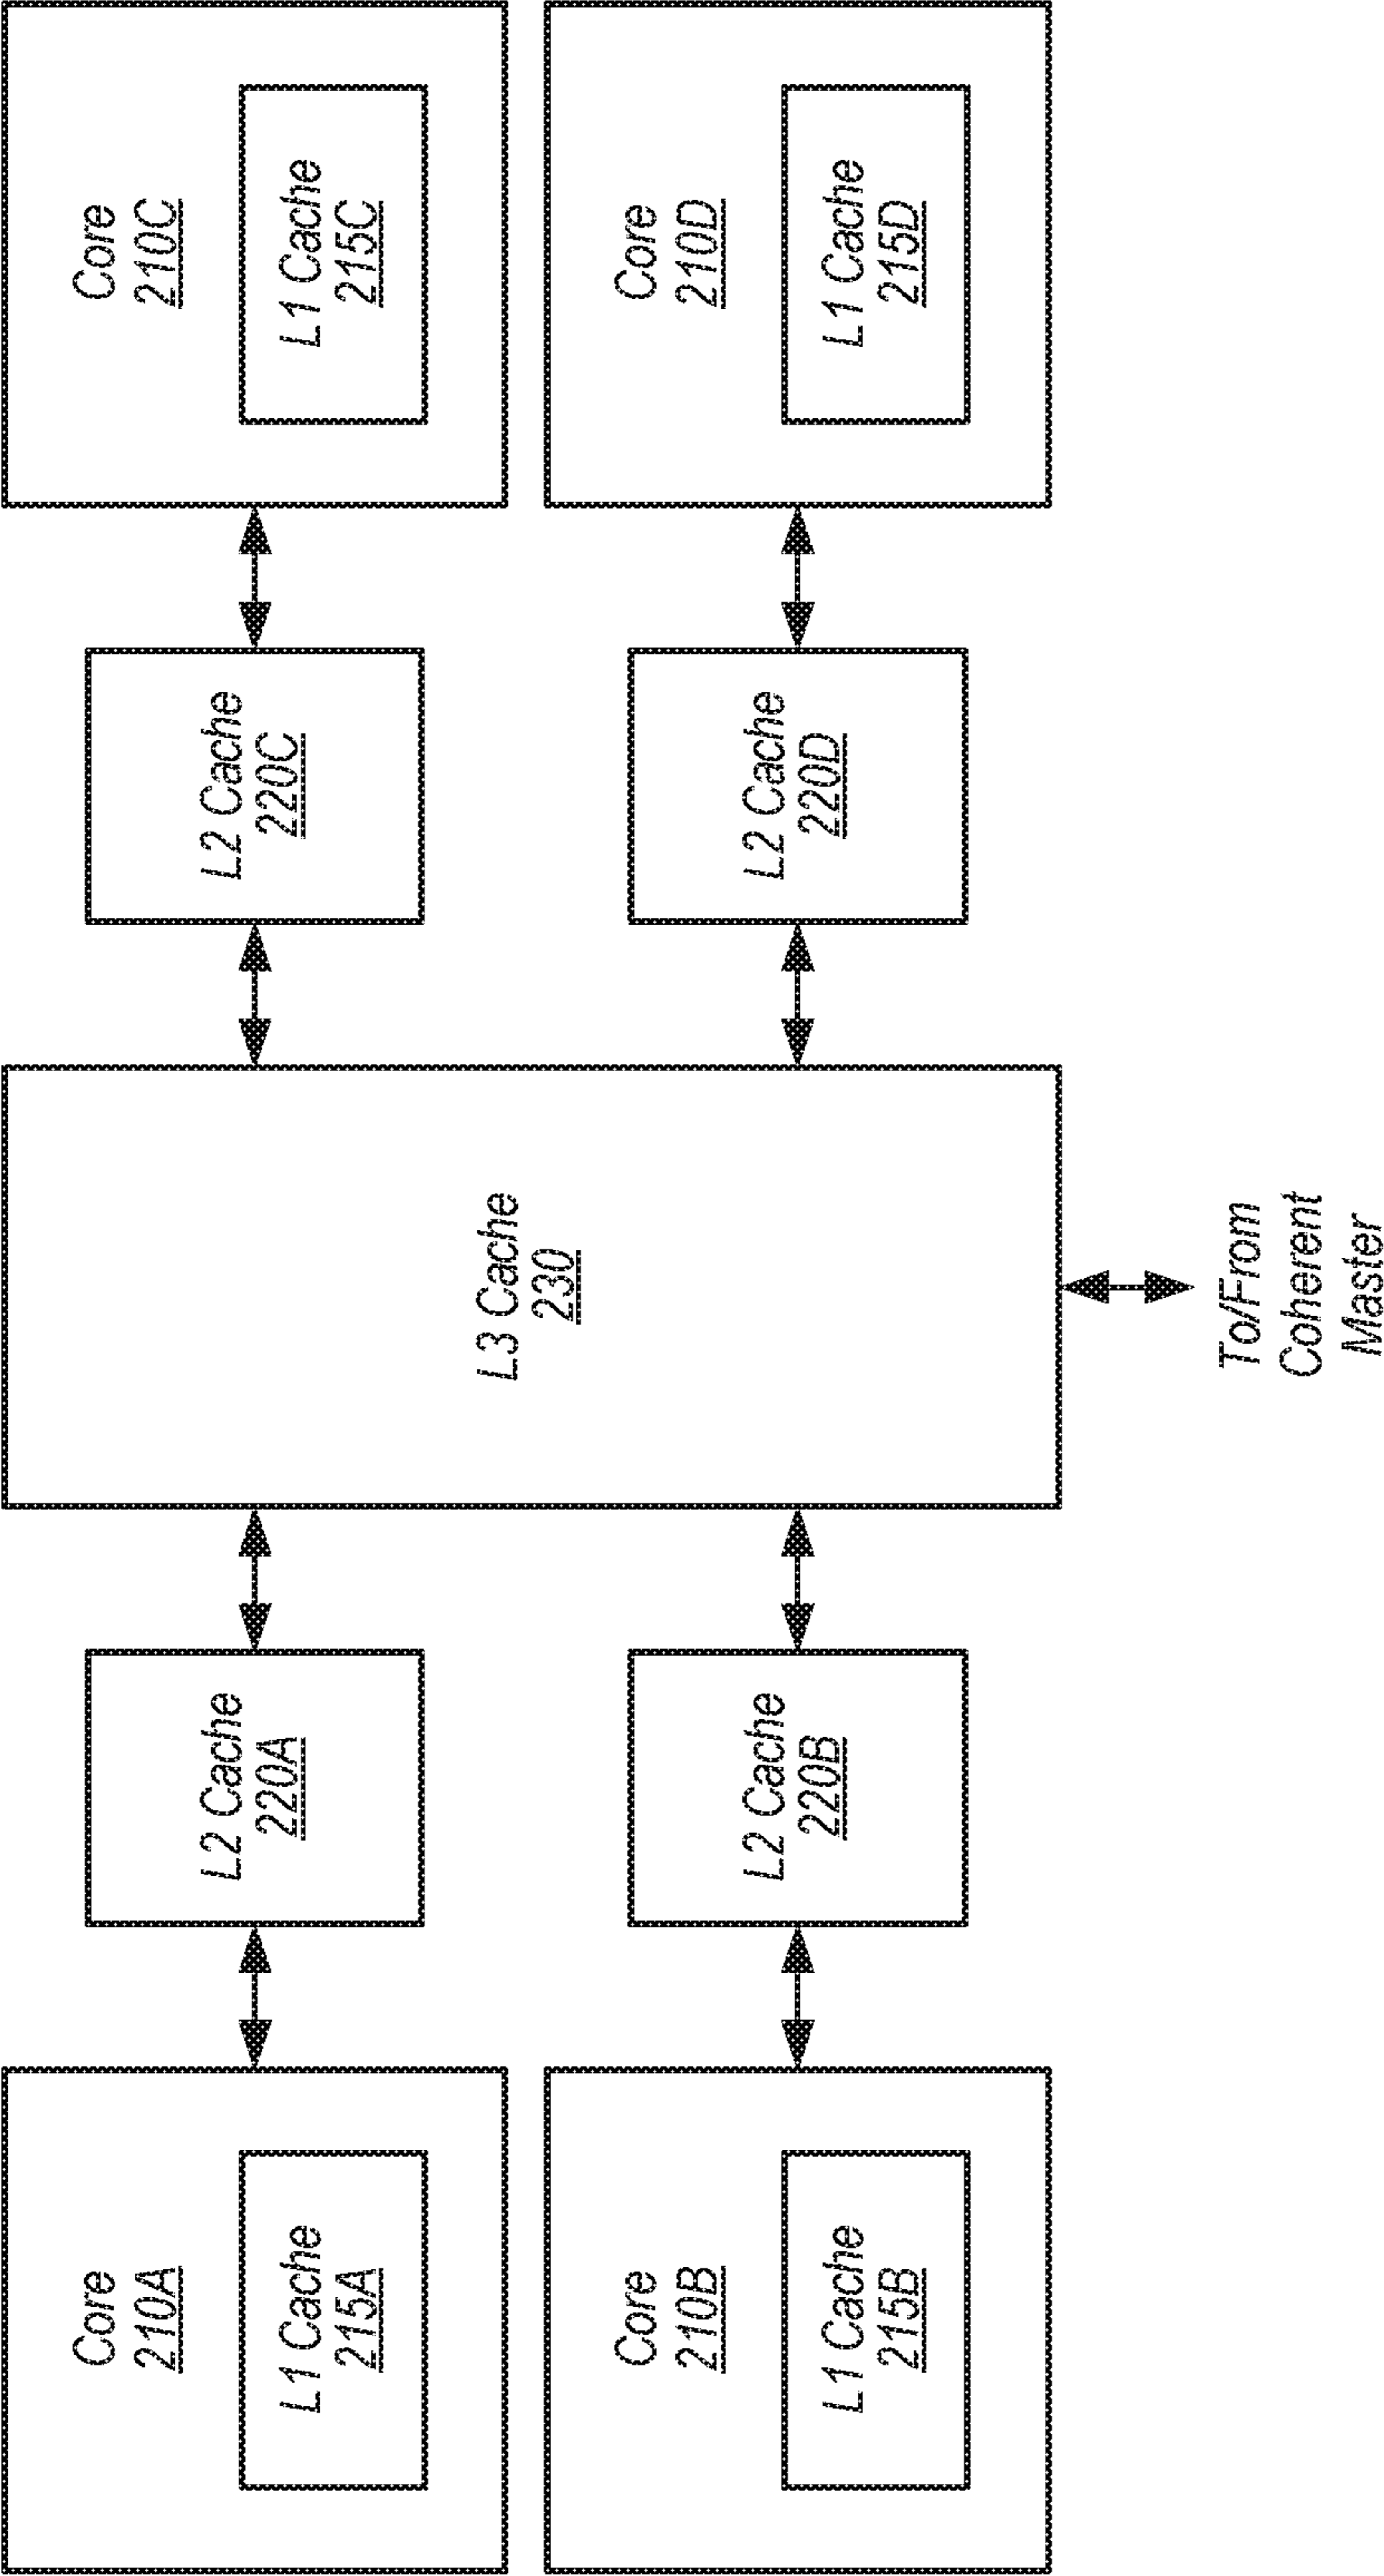 Core
210A
L1 Cache
215A
L2 Cache
220A
L3 Cache
230
L2 Cache
220C
Core
210C
L1 Cache
215C
Core
210B
L1 Cache
215B
L2 Cache
220B
L2 Cache
220D
Core
210D
L1 Cache
215D
To/From
Coherent
Master